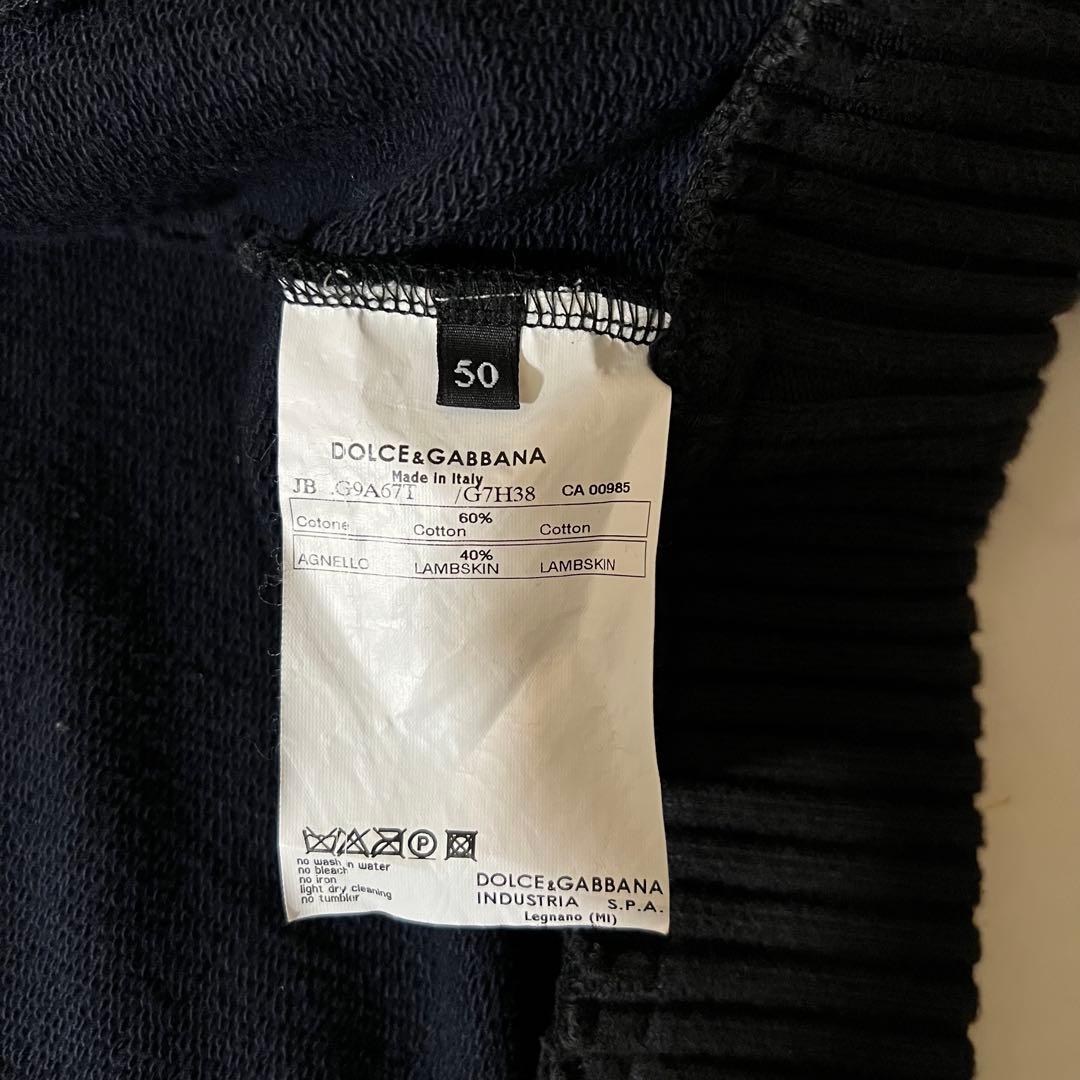 50
DOLCE&GABBANA
Made in Italy
JB .G9A67T /G7H38 CA 00985
60%
Cotone Cotton Cotton
40%
AGNELLO LAMBSKIN LAMBSKIN
P
no wash in water
no bleach
no iron
light dry cleaning
no tumbler
DOLCE&GABBANA
INDUSTRIA S.P.A.
Legnano (MI)